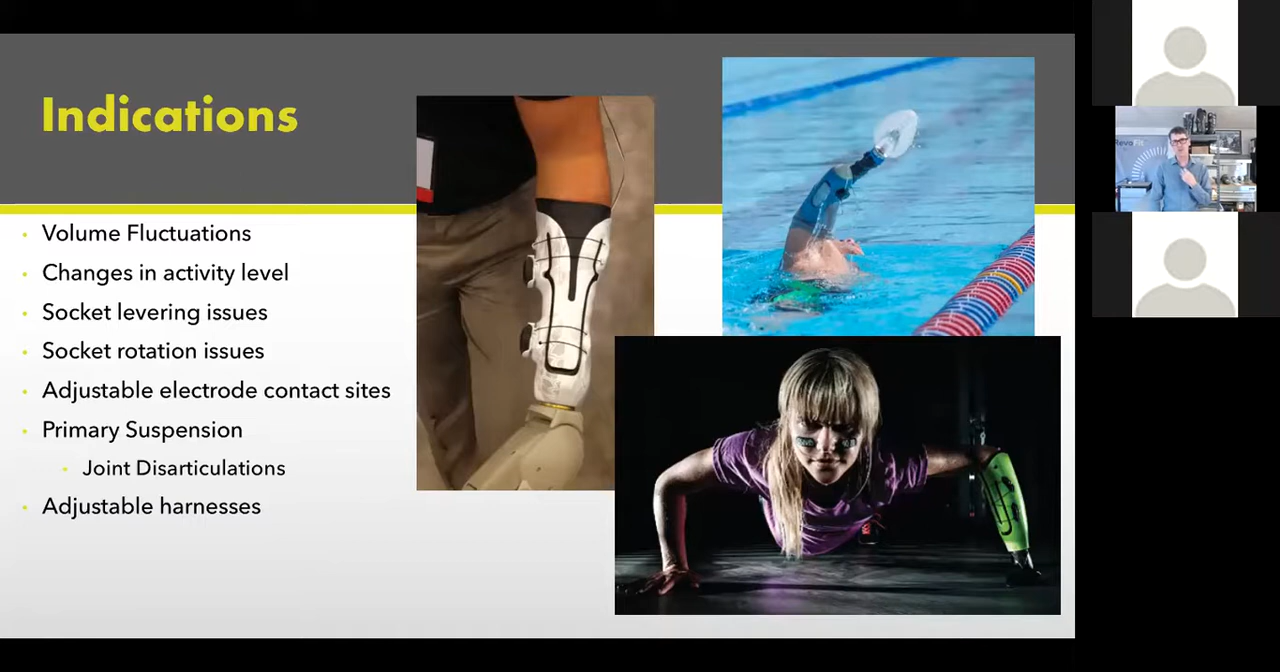 Indications
Volume Fluctuations
Changes in activity level
Socket levering issues
Socket rotation issues
Adjustable electrode contact sites
Primary Suspension
Joint Disarticulations
Adjustable harnesses
RevoFit